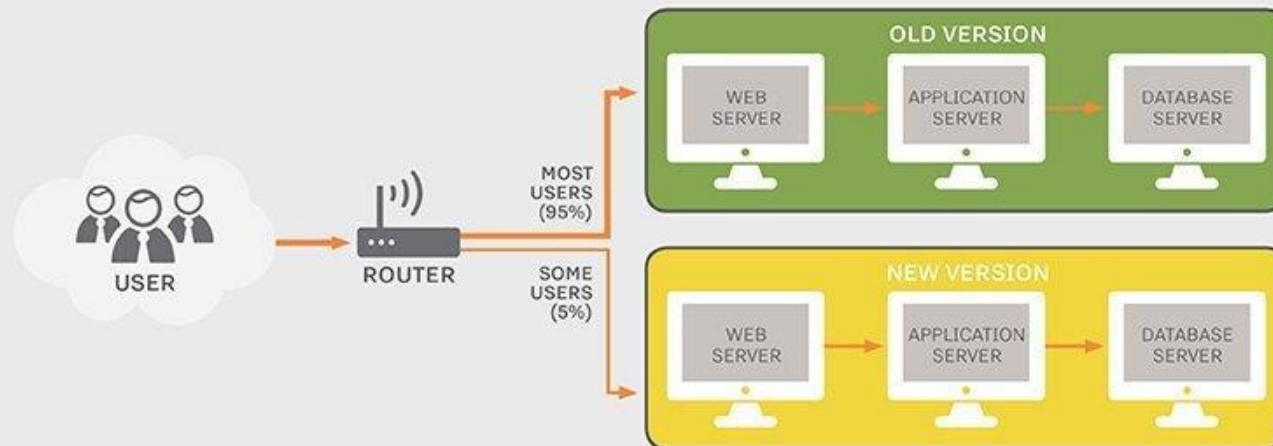 USER
ROUTER
MOST
USERS
(95%)
SOME
USERS
(5%)
OLD VERSION
WEB
SERVER
APPLICATION
SERVER
DATABASE
SERVER
NEW VERSION
WEB
SERVER
APPLICATION
SERVER
DATABASE
SERVER